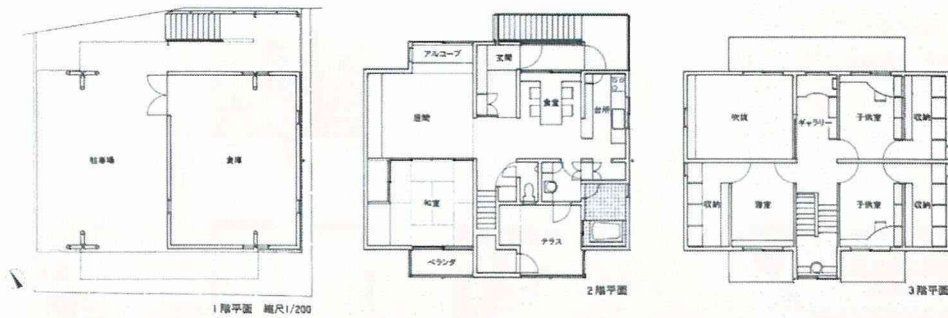 駐車場
倉庫
1階平面 縮尺1/200
アルコーブ
玄関
食堂
台所
居間
和室
テラス
ベランダ
2階平面
吹抜
ギャラリー
子供室
収納
収納
寝室
子供室
収納
3階平面